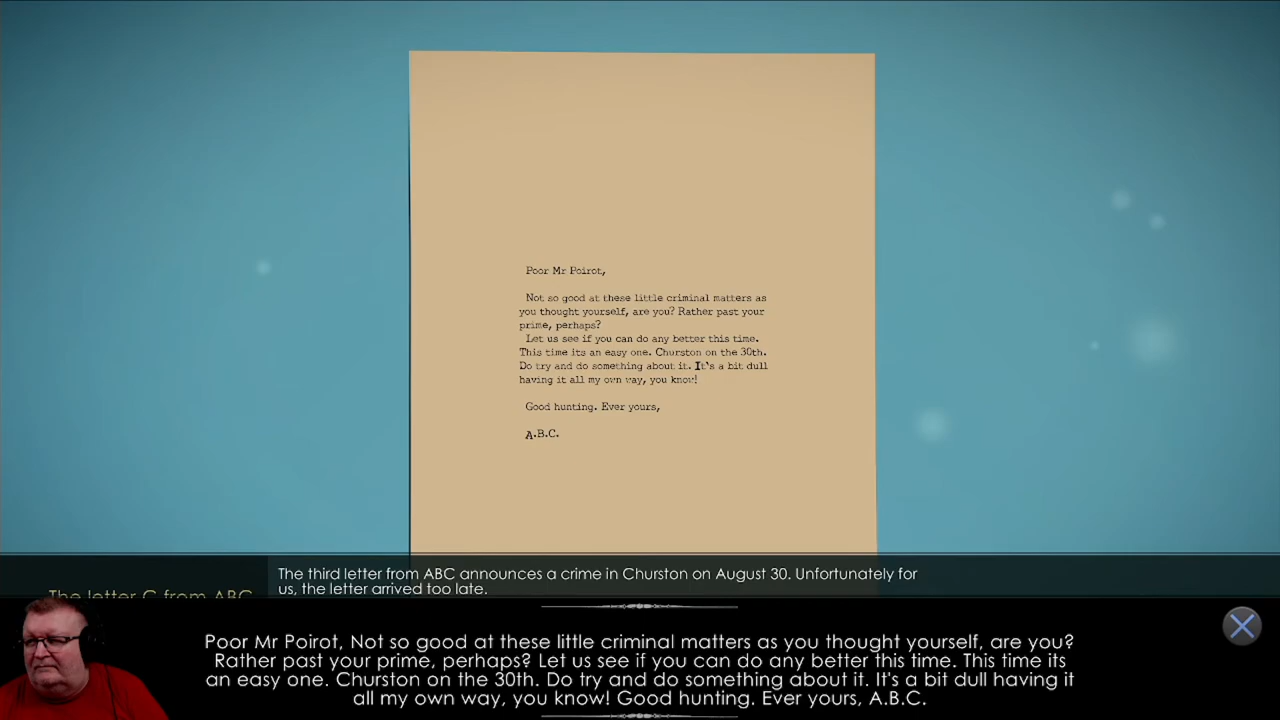 Poor Mr Poirot,
Not so good at these little criminal matters as
you thought yourself, are you? Rather past your
prime, perhaps?
Let us see if you can do any better this time.
This time its an easy one. Churston on the 30th.
Do try and do something about it. It's a bit dull
having it all my own way, you know!
Good hunting. Ever yours,
A.B.C.
The third letter from ABC announces a crime in Churston on August 30. Unfortunately for
us, the letter arrived too late.
The letter C from ABC
Poor Mr Poirot, Not so good at these little criminal matters as you thought yourself, are you?
Rather past your prime, perhaps? Let us see if you can do any better this time. This time its
an easy one. Churston on the 30th. Do try and do something about it. It's a bit dull having it
all my own way, you know! Good hunting. Ever yours, A.B.C.